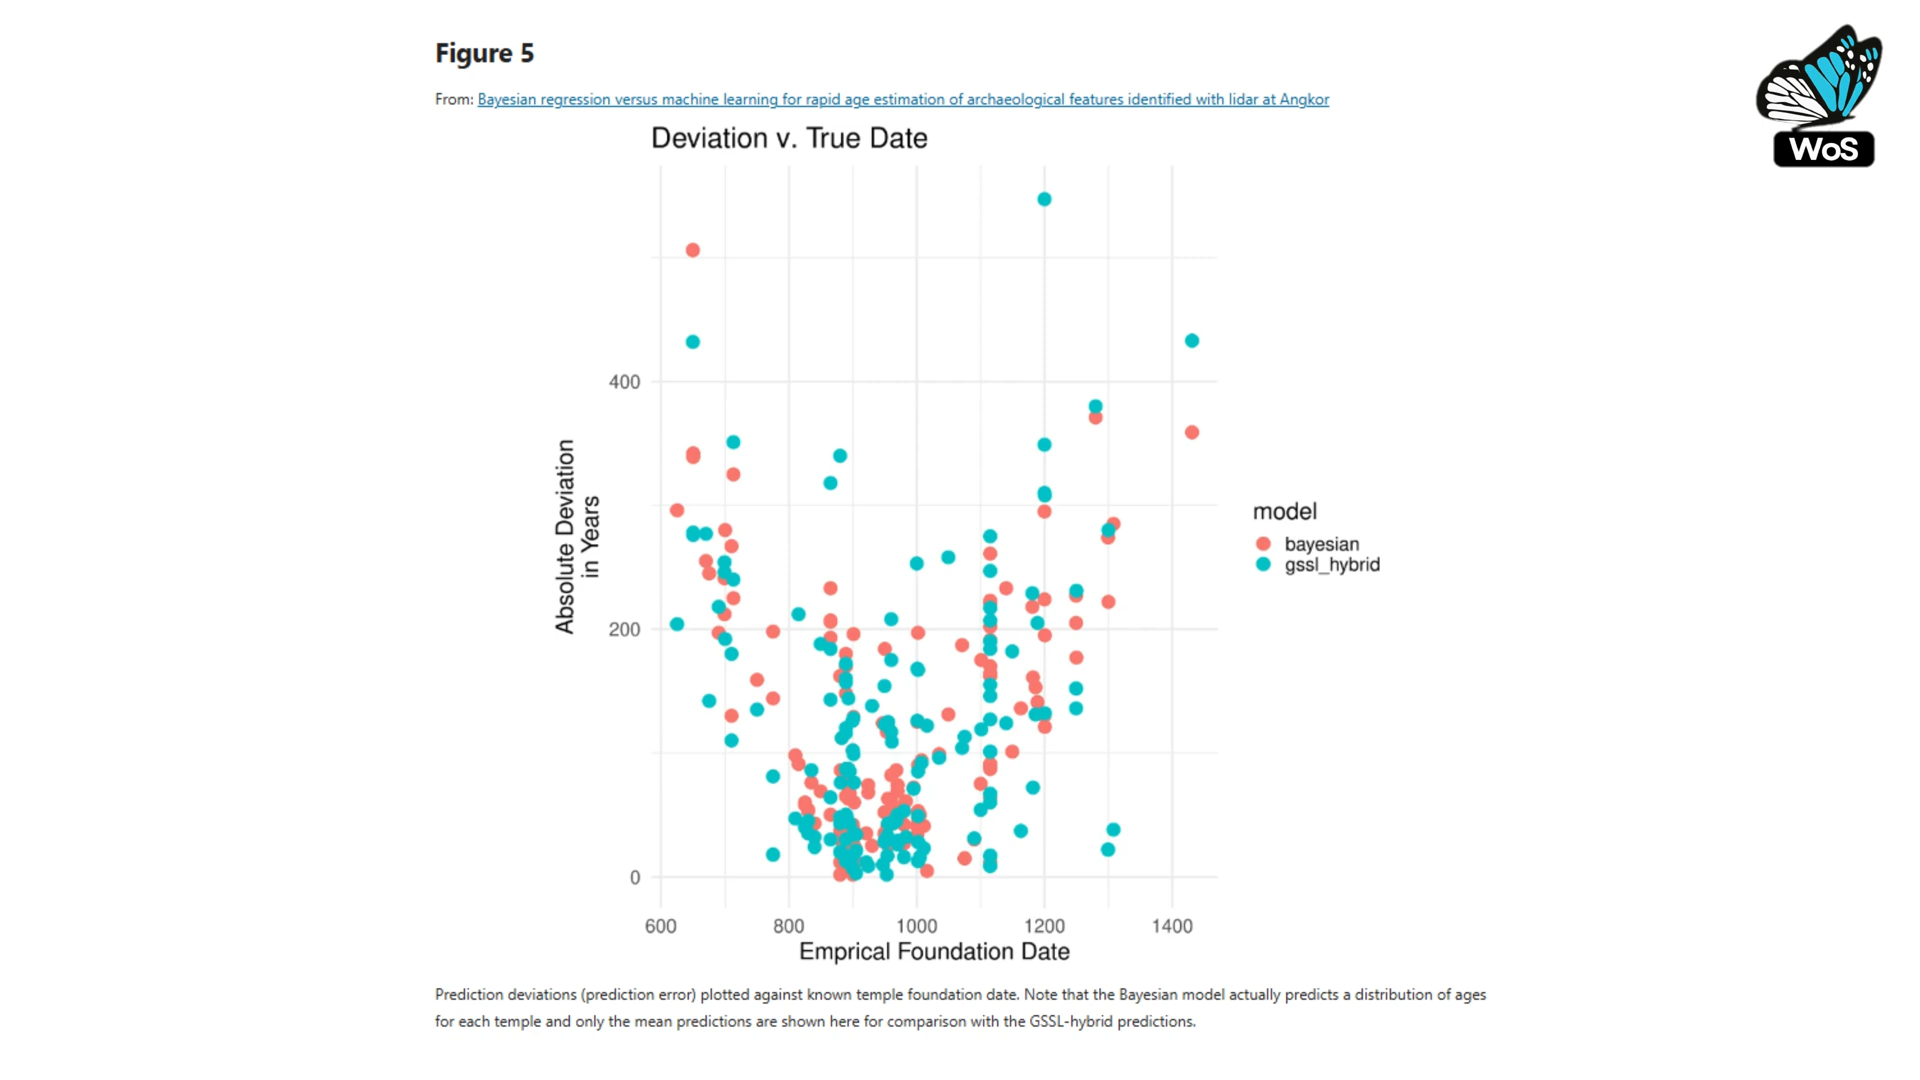 Figure 5
WoS
From: Bayesian regression versus machine learning for rapid age estimation of archaeological features identified with lidar at Angkor
Deviation v. True Date
Absolute Deviation
in Years
400
200
0
600 800 1000 1200 1400
Emprical Foundation Date
model
bayesian
gssl_hybrid
Prediction deviations (prediction error) plotted against known temple foundation date. Note that the Bayesian model actually predicts a distribution of ages
for each temple and only the mean predictions are shown here for comparison with the GSSL-hybrid predictions.